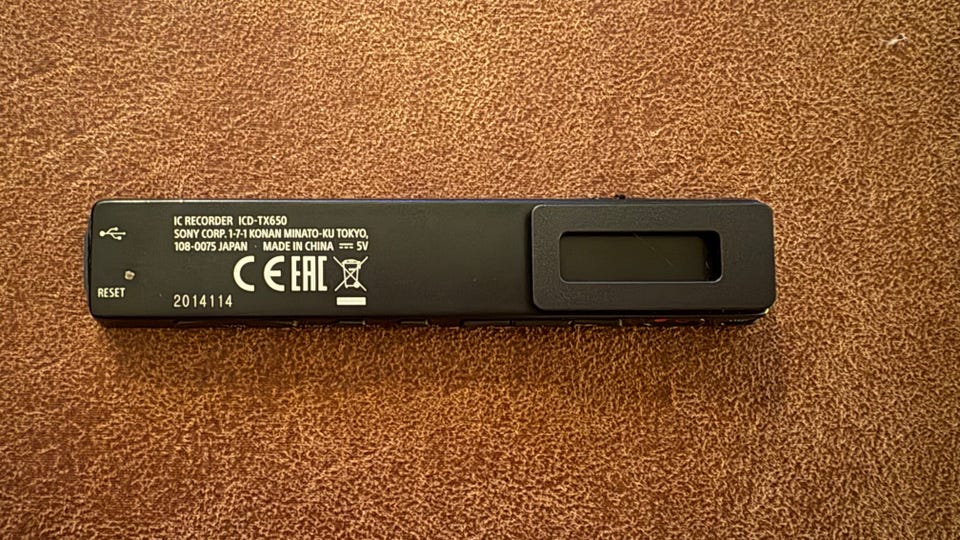 IC RECORDER ICD-TX650
SONY CORP. 1-7-1 KONAN MINATO-KU TOKYO,
108-0075 JAPAN MADE IN CHINA ⎓ 5V
CE EAC
RESET
2014114